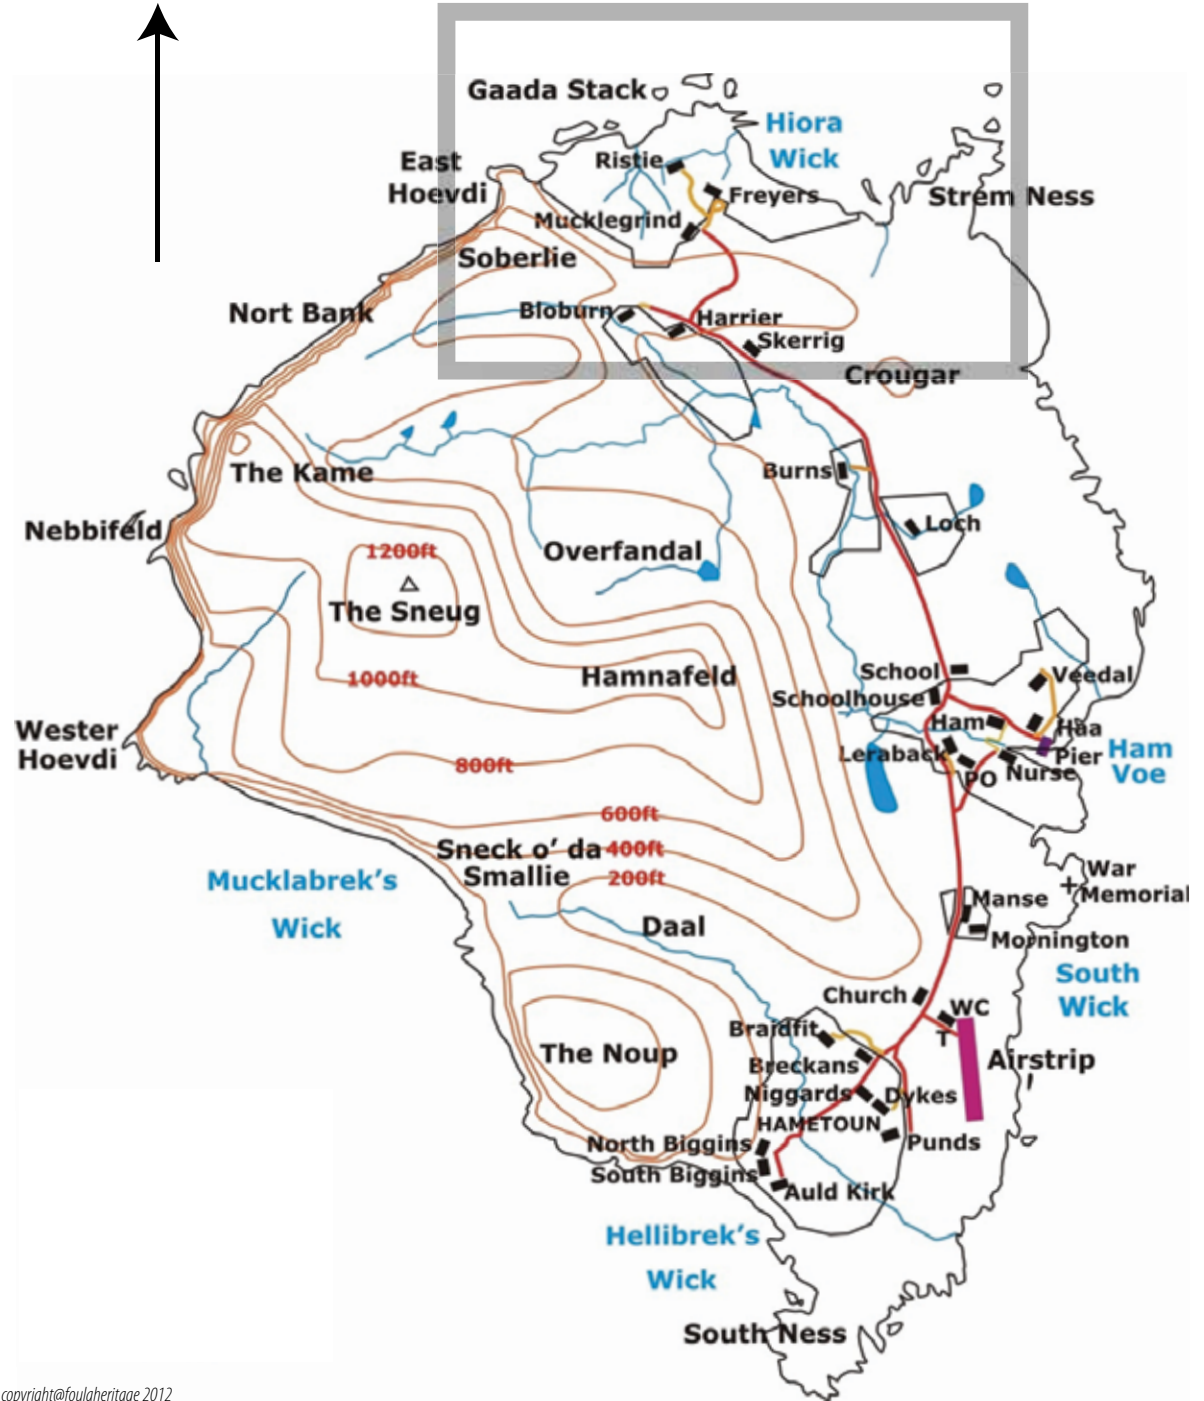 Gaada Stack
Hiora
Wick
East
Hoevdi
Ristie
Freyers
Strem Ness
Mucklegrind
Soberlie
Nort Bank
Bloburn
Harrier
Skerrig
Crougar
The Kame
Burns
Nebbifeld
Loch
1200ft
Overfandal
The Sneug
1000ft
Hamnafeld
School
Veedal
Schoolhouse
Wester
Hoevdi
Ham
Haa
Leraback
Pier
Ham
Voe
PO
Nurse
800ft
600ft
Sneck o’ da
400ft
Smallie
200ft
Mucklabrek’s
Wick
War
Memorial
Manse
Daal
Mornington
South
Wick
Church
WC
Braidfit
T
The Noup
Breckans
Airstrip
Niggards
Dykes
HAMETOUN
North Biggins
Punds
South Biggins
Auld Kirk
Hellibrek’s
Wick
South Ness
copyright@foulaheritage 2012